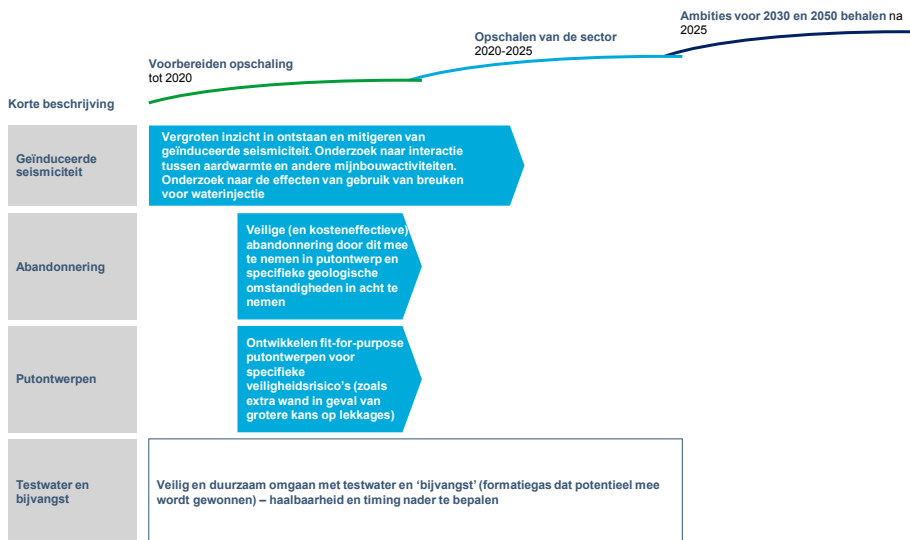 Ambities voor 2030 en 2050 behalen na
2025
Opschalen van de sector
2020-2025
Voorbereiden opschaling
tot 2020
Korte beschrijving
Geïnduceerde
seismiciteit
Vergroten inzicht in ontstaan en mitigeren van
geïnduceerde seismiciteit. Onderzoek naar interactie
tussen aardwarmte en andere mijnbouwactiviteiten.
Onderzoek naar de effecten van gebruik van breuken
voor waterinjectie
Abandonnering
Veilige (en kosteneffectieve)
abandonnering door dit mee
te nemen in putontwerp en
specifieke geologische
omstandigheden in acht te
nemen
Putontwerpen
Ontwikkelen fit-for-purpose
putontwerpen voor
specifieke
veiligheidsrisico's (zoals
extra wand in geval van
grotere kans op lekkages)
Testwater en
bijvangst
Veilig en duurzaam omgaan met testwater en ‘bijvangst’ (formatiegas dat potentieel mee
wordt gewonnen) – haalbaarheid en timing nader te bepalen